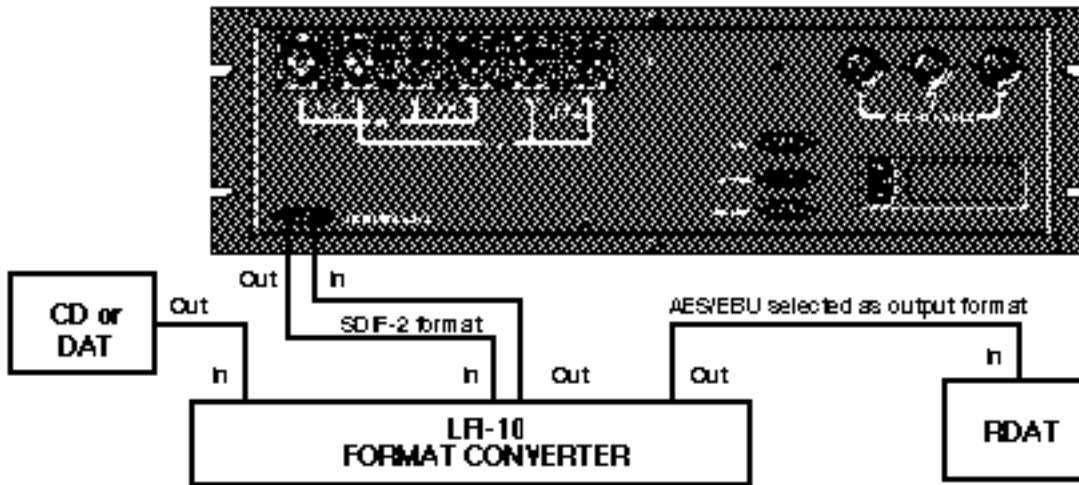 Out
In
CD or
DAT
Out
SDIF-2 format
AES/EBU selected as output format
In
In
In
Out
Out
LFI-10
FORMAT CONVERTER
RDAT